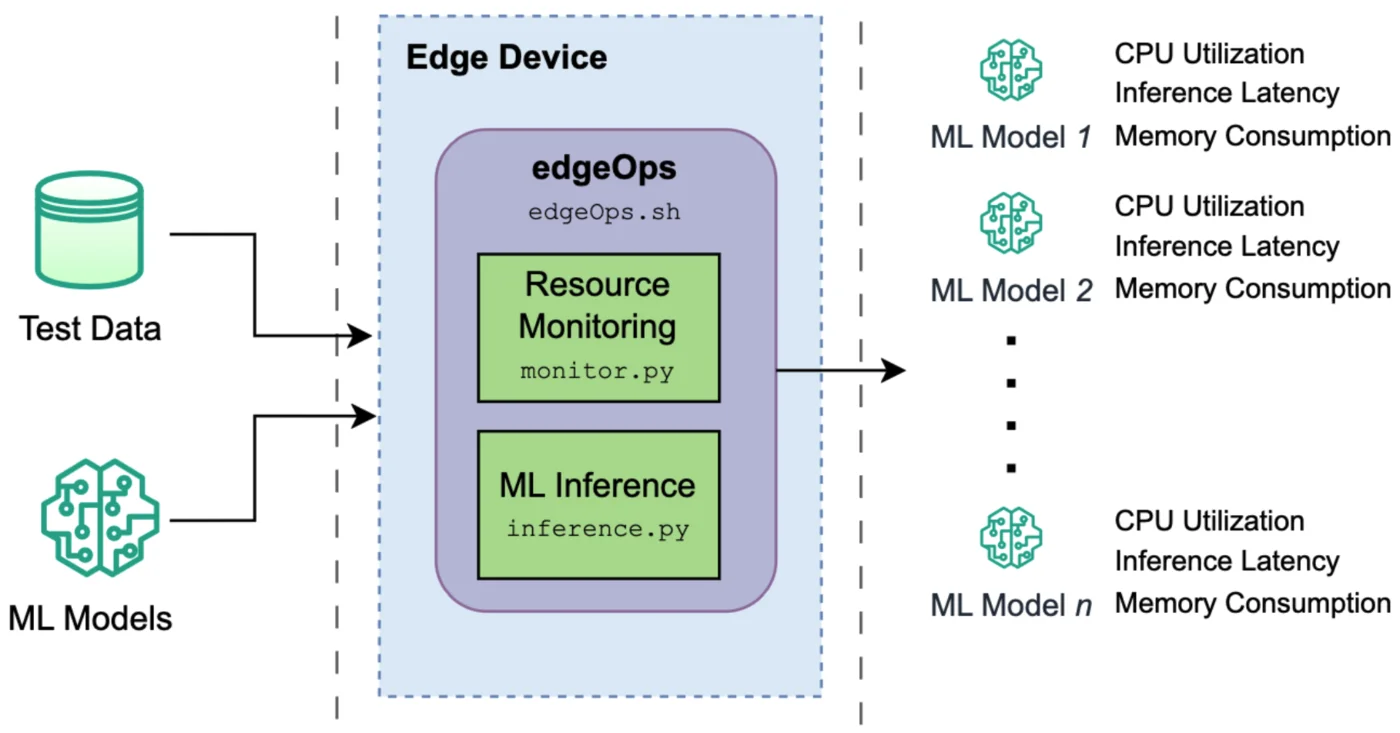 Test Data
ML Models
Edge Device
edgeOps
edgeOps.sh
Resource
Monitoring
monitor.py
ML Inference
inference.py
ML Model 1
CPU Utilization
Inference Latency
Memory Consumption
ML Model 2
CPU Utilization
Inference Latency
Memory Consumption
ML Model n
CPU Utilization
Inference Latency
Memory Consumption